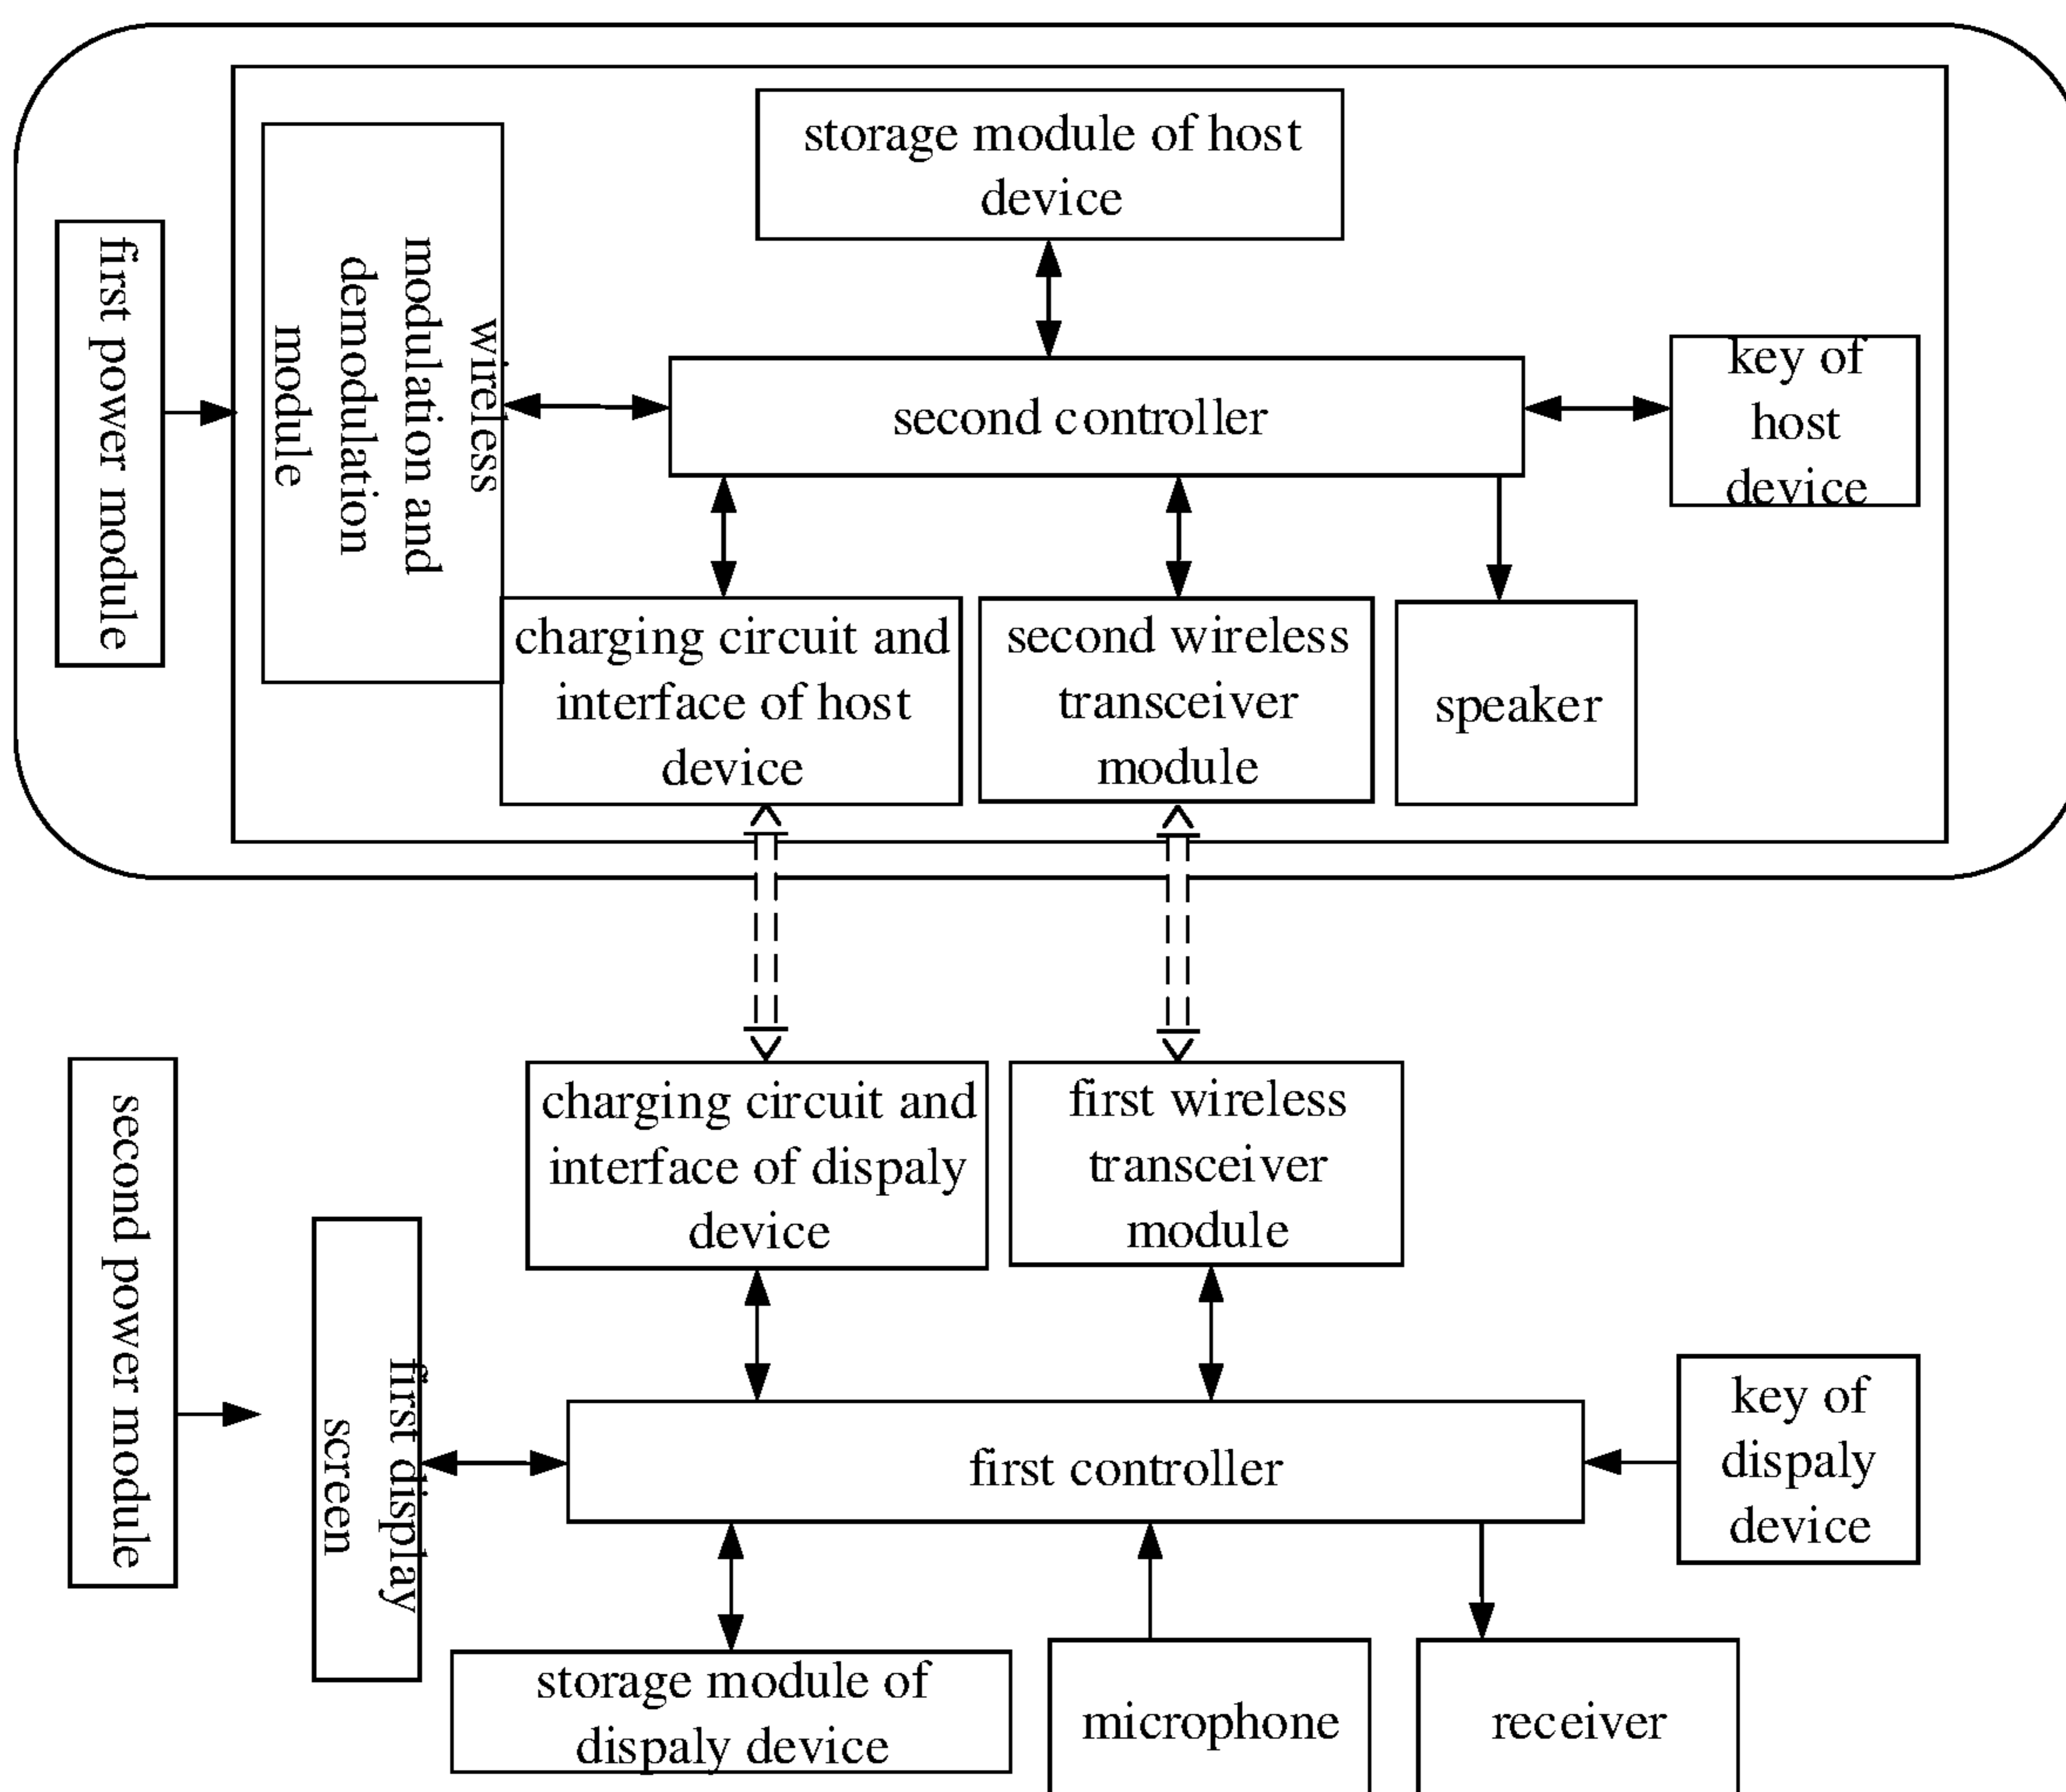 storage module of host
device
first power module
wireless
modulation and
demodulation
module
second controller
key of
host
device
charging circuit and
interface of host
device
second wireless
transceiver
module
speaker
second power module
charging circuit and
interface of dispaly
device
first wireless
transceiver
module
first display
screen
first controller
key of
dispaly
device
storage module of
dispaly device
microphone
receiver